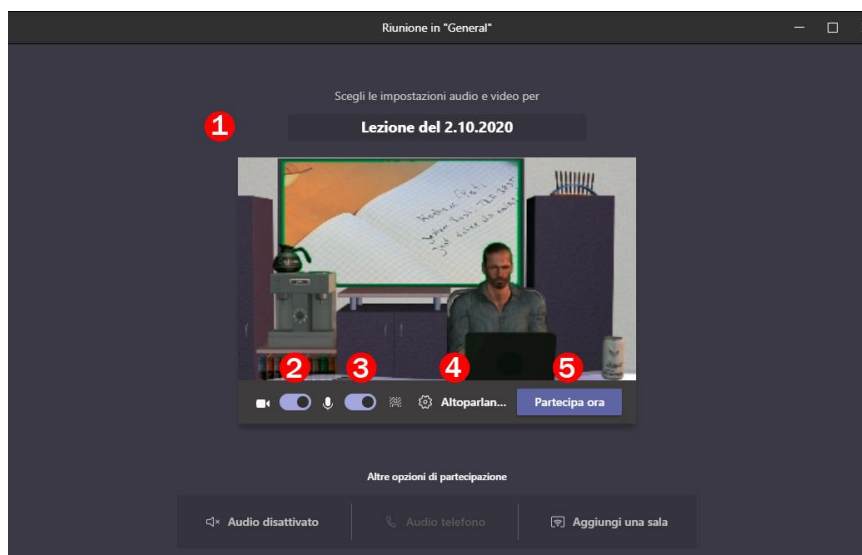 Riunione in "General"
Scegli le impostazioni audio e video per
1
Lezione del 2.10.2020
2 3 4 5
Altoparlan... Partecipa ora
Altre opzioni di partecipazione
Audio disattivato Audio telefono Aggiungi una sala